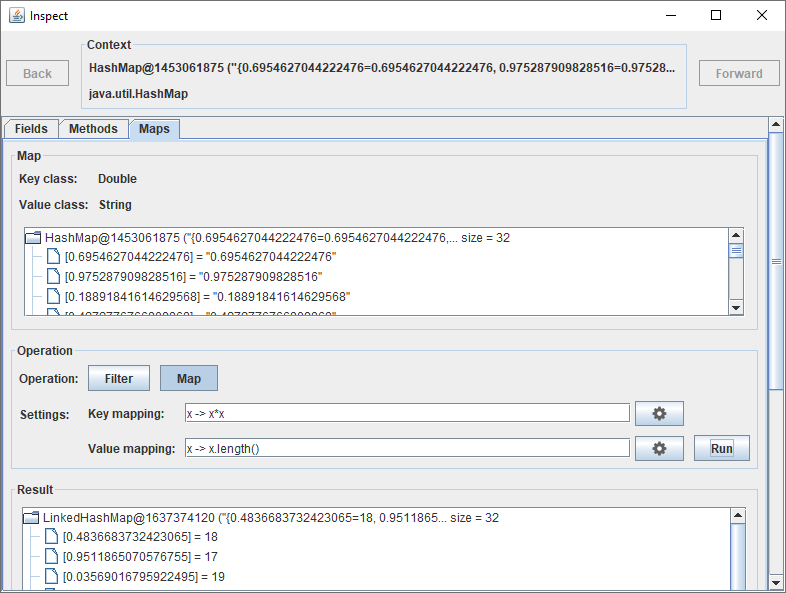 Inspect
Context
Back
HashMap@1453061875 ("{0.6954627044222476=0.6954627044222476, 0.975287909828516=0.97528...
Forward
java.util.HashMap
Fields Methods Maps
Map
Key class: Double
Value class: String
HashMap@1453061875 ("{0.6954627044222476=0.6954627044222476,... size = 32
[0.6954627044222476] = "0.6954627044222476"
[0.975287909828516] = "0.975287909828516"
[0.18891841614629568] = "0.18891841614629568"
Operation
Operation: Filter Map
Settings: Key mapping: x -> x*x
Value mapping: x -> x.length() Run
Result
LinkedHashMap@1637374120 ("{0.4836683732423065=18, 0.9511865... size = 32
[0.4836683732423065] = 18
[0.9511865070576755] = 17
[0.03569016795922495] = 19